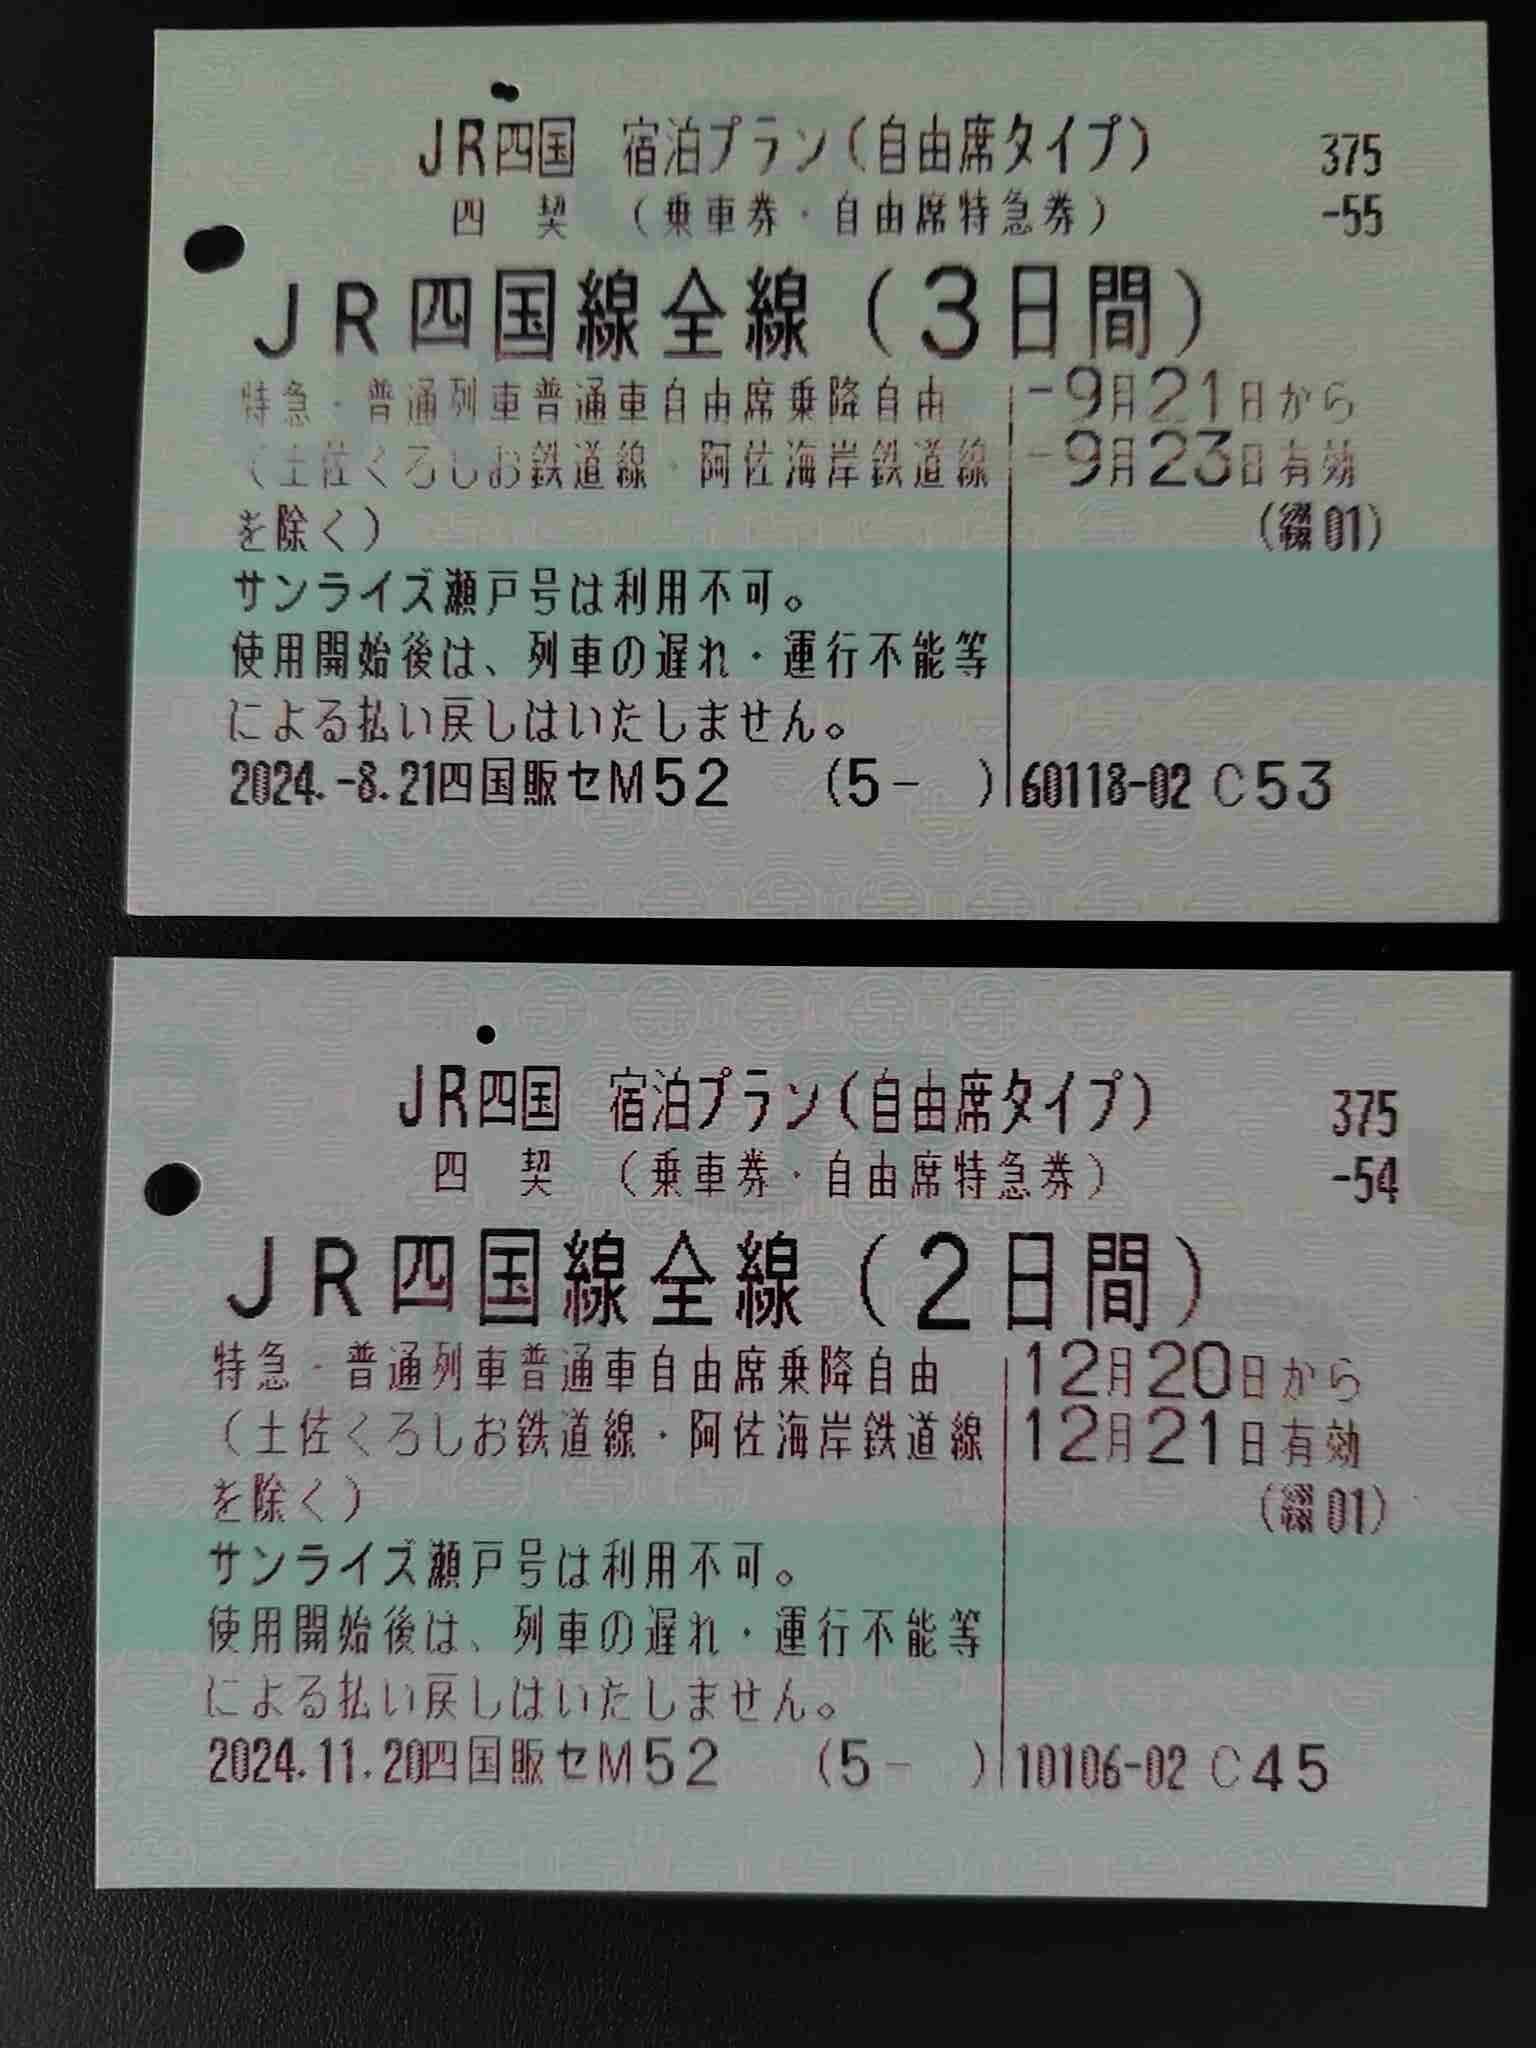 JR四国 宿泊プラン(自由席タイプ) 375
四 契 (乗車券・自由席特急券) -55
JR四国線全線(3日間)
特急・普通列車普通車自由席乗降自由 -9月21日から
(土佐くろしお鉄道線・阿佐海岸鉄道線 -9月23日有効
を除く) (綴01)
サンライズ瀬戸号は利用不可。
使用開始後は、列車の遅れ・運行不能等
による払い戻しはいたしません。
2024.-8.21四国販セM52 (5- ) 60118-02 C53
JR四国 宿泊プラン(自由席タイプ) 375
四 契 (乗車券・自由席特急券) -54
JR四国線全線(2日間)
特急・普通列車普通車自由席乗降自由 12月20日から
(土佐くろしお鉄道線・阿佐海岸鉄道線 12月21日有効
を除く) (綴01)
サンライズ瀬戸号は利用不可。
使用開始後は、列車の遅れ・運行不能等
による払い戻しはいたしません。
2024.11.20四国販セM52 (5- ) 10106-02 C45